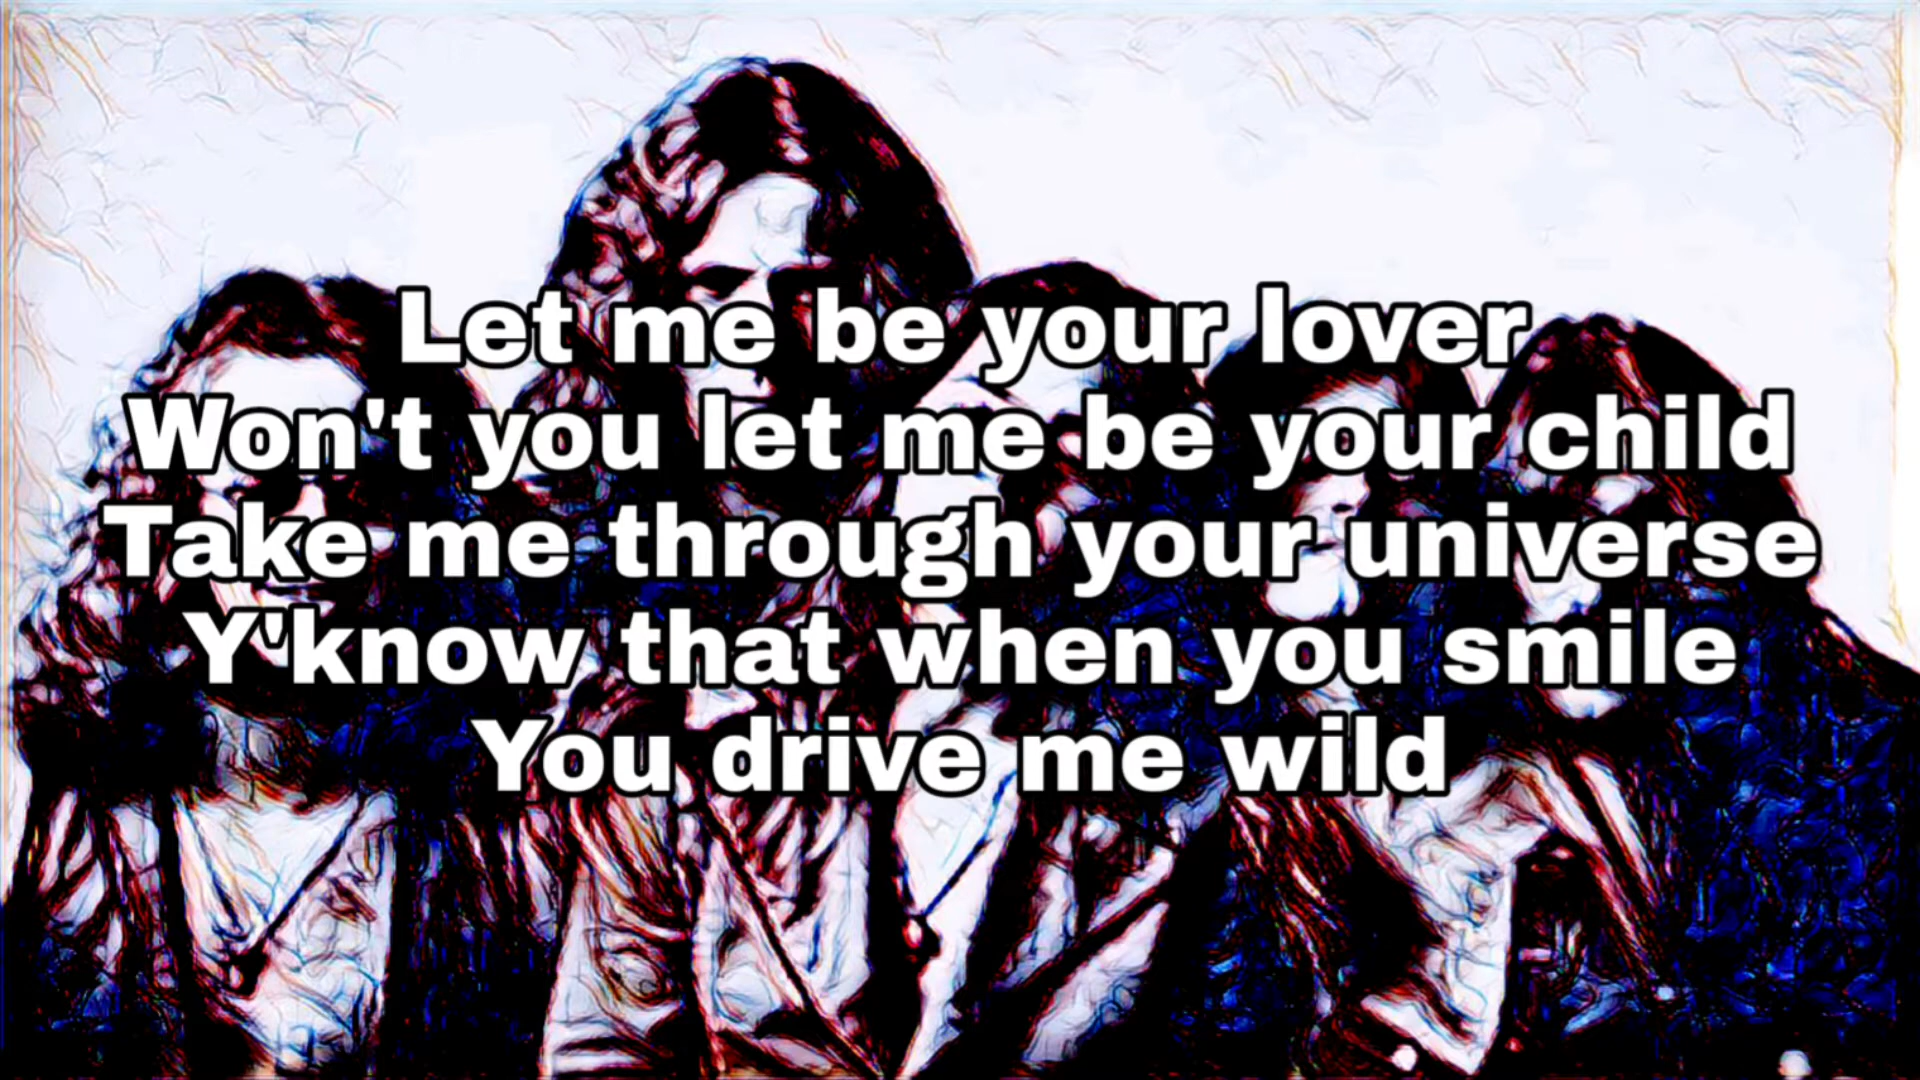 Let me be your lover
Won't you let me be your child
Take me through your universe
Y'know that when you smile
You drive me wild